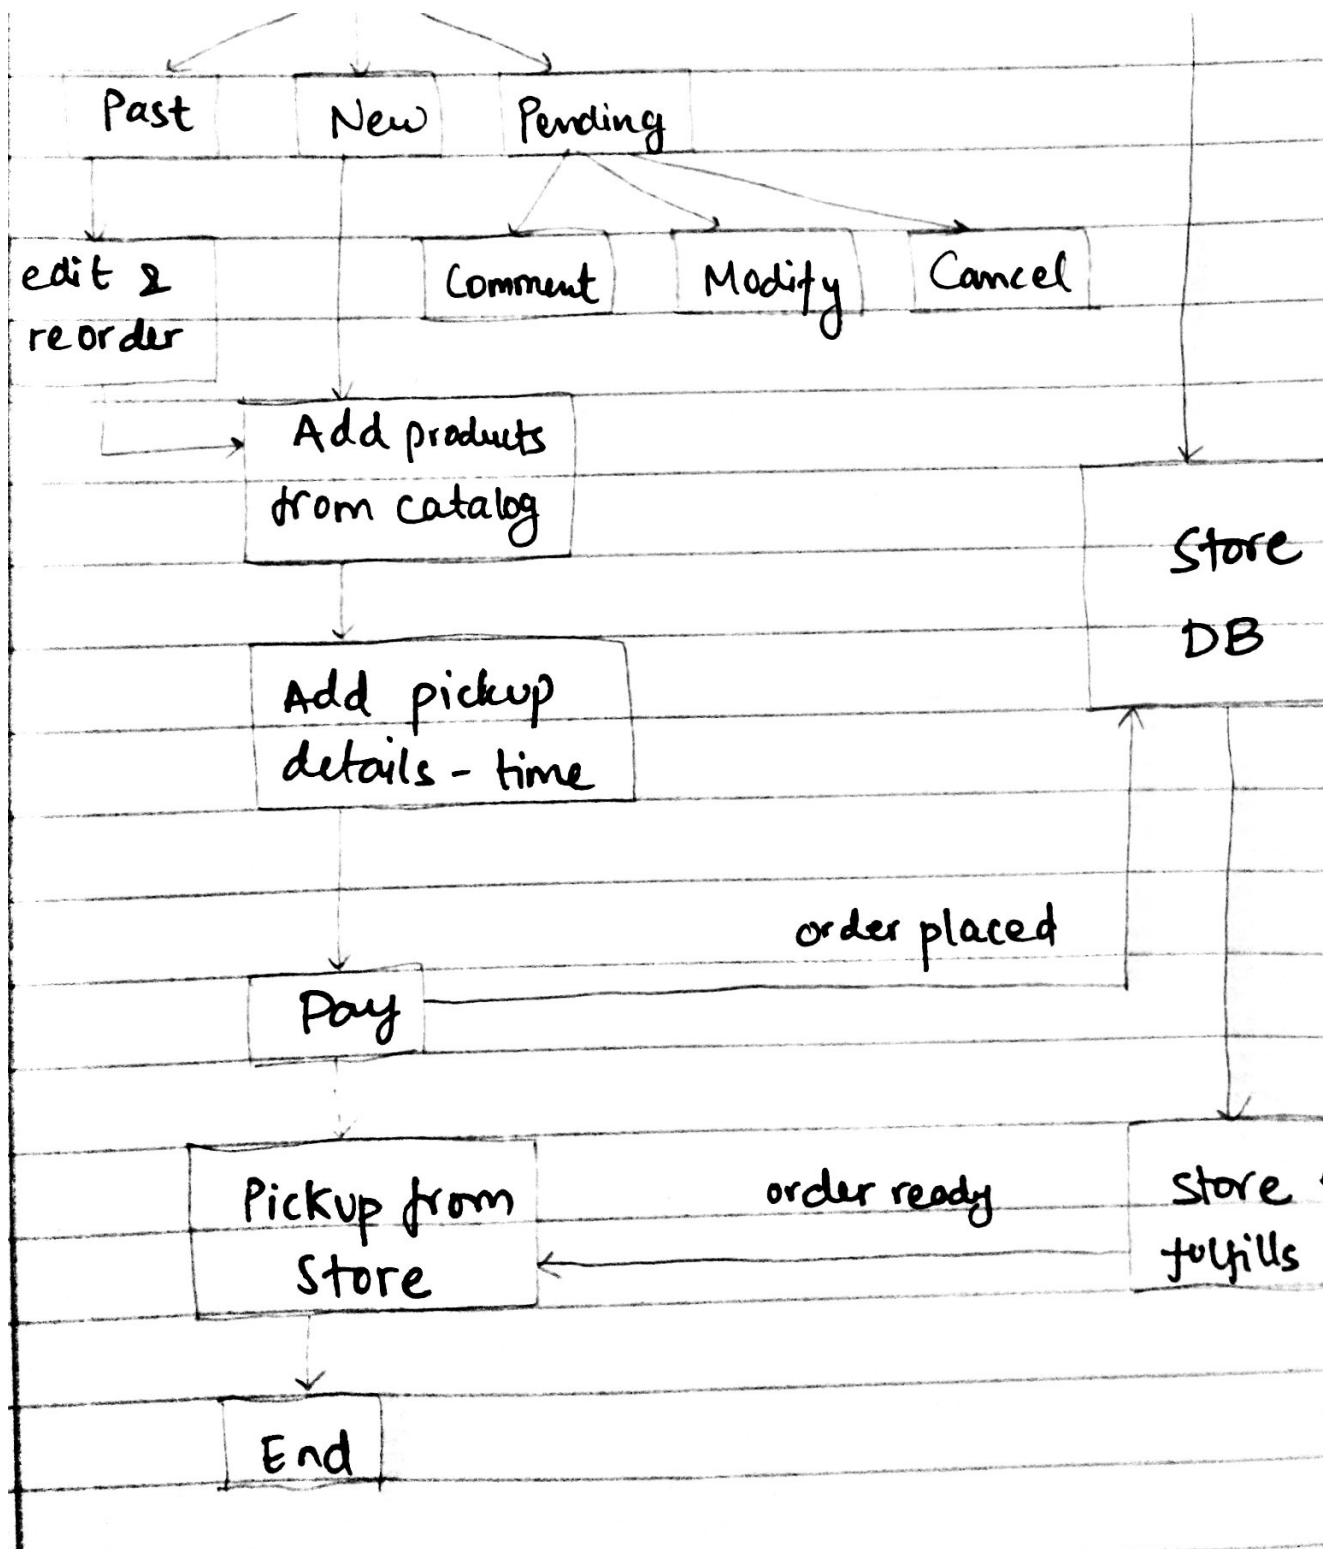 Past
New
Pending
edit &
reorder
Comment
Modify
Cancel
Add products
from catalog
Store
DB
Add pickup
details - time
order placed
Pay
Pickup from
Store
order ready
store
fulfills
End